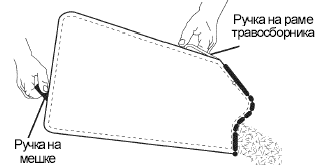 Ручка на раме
травосборника
Ручка на
мешке